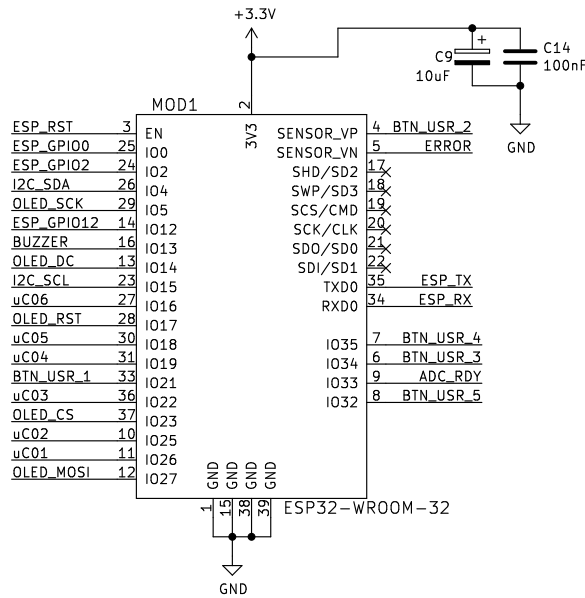 +3.3V
C9
10uF
+
C14
100nF
GND
MOD1
2
3V3
ESP_RST 3 EN
ESP_GPIO0 25 IO0
ESP_GPIO2 24 IO2
I2C_SDA 26 IO4
OLED_SCK 29 IO5
ESP_GPIO12 14 IO12
BUZZER 16 IO13
OLED_DC 13 IO14
I2C_SCL 23 IO15
uC06 27 IO16
OLED_RST 28 IO17
uC05 30 IO18
uC04 31 IO19
BTN_USR_1 33 IO21
uC03 36 IO22
OLED_CS 37 IO23
uC02 10 IO25
uC01 11 IO26
OLED_MOSI 12 IO27
SENSOR_VP 4 BTN_USR_2
SENSOR_VN 5 ERROR
SHD/SD2 17
SWP/SD3 18
SCS/CMD 19
SCK/CLK 20
SDO/SD0 21
SDI/SD1 22
TXD0 35 ESP_TX
RXD0 34 ESP_RX
IO35 7 BTN_USR_4
IO34 6 BTN_USR_3
IO33 9 ADC_RDY
IO32 8 BTN_USR_5
GND GND GND GND
1 15 38 39
ESP32-WROOM-32
GND